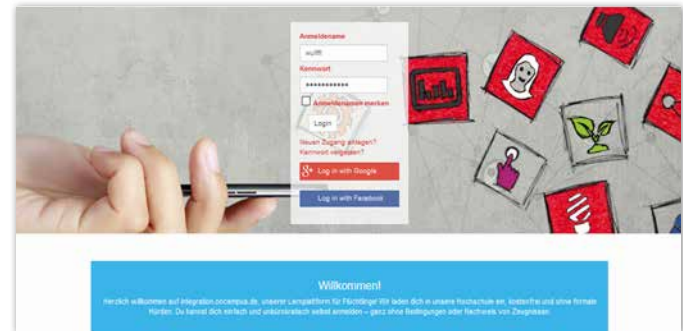 Anmeldename
wulfft
Kennwort
•••••••••••
Anmeldenamen merken
Login
Neuen Zugang anlegen?
Kennwort vergessen?
g+ Log in with Google
Log in with Facebook
Willkommen!
Herzlich willkommen auf integration.oncampus.de, unserer Lernplattform für Flüchtlinge! Wir laden dich in unsere Hochschule ein, kostenfrei und ohne formale
Hürden. Du kannst dich einfach und unbürokratisch selbst anmelden – ganz ohne Bedingungen oder Nachweis von Zeugnissen.